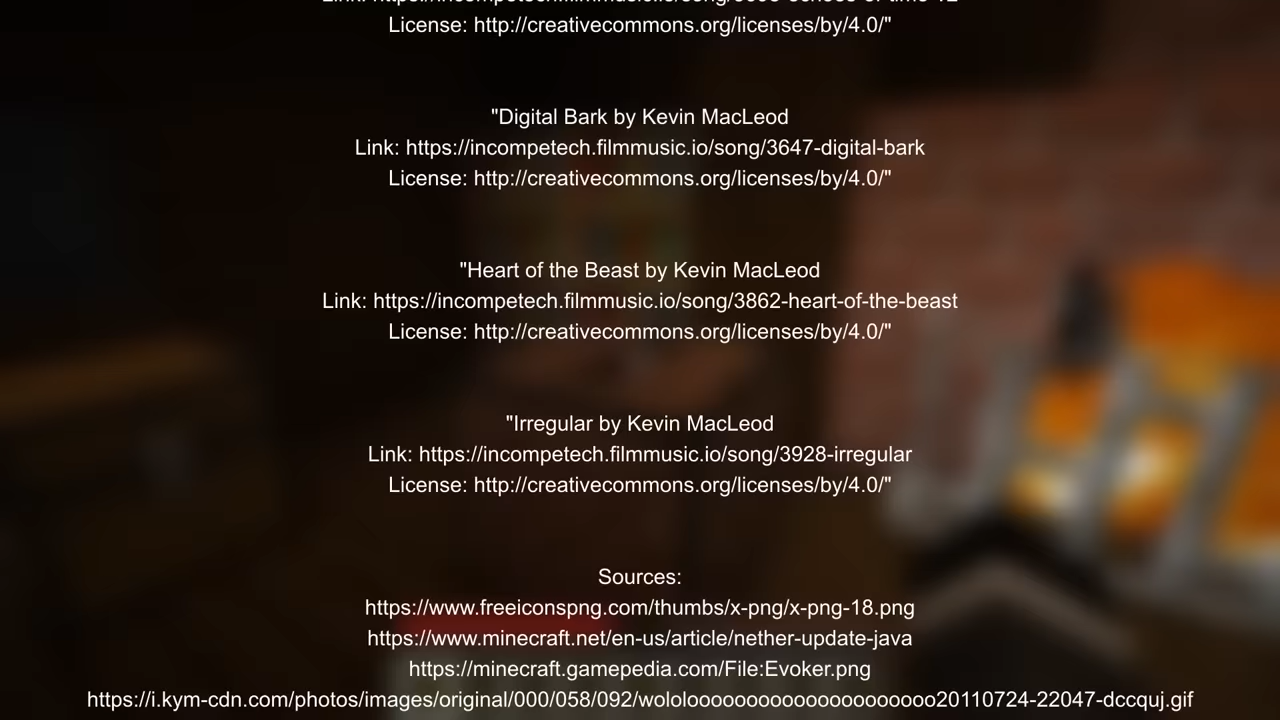 License: http://creativecommons.org/licenses/by/4.0/"
"Digital Bark by Kevin MacLeod
Link: https://incompetech.filmmusic.io/song/3647-digital-bark
License: http://creativecommons.org/licenses/by/4.0/"
"Heart of the Beast by Kevin MacLeod
Link: https://incompetech.filmmusic.io/song/3862-heart-of-the-beast
License: http://creativecommons.org/licenses/by/4.0/"
"Irregular by Kevin MacLeod
Link: https://incompetech.filmmusic.io/song/3928-irregular
License: http://creativecommons.org/licenses/by/4.0/"
Sources:
https://www.freeiconspng.com/thumbs/x-png/x-png-18.png
https://www.minecraft.net/en-us/article/nether-update-java
https://minecraft.gamepedia.com/File:Evoker.png
https://i.kym-cdn.com/photos/images/original/000/058/092/wololoooooooooooooooooooooo20110724-22047-dccquj.gif